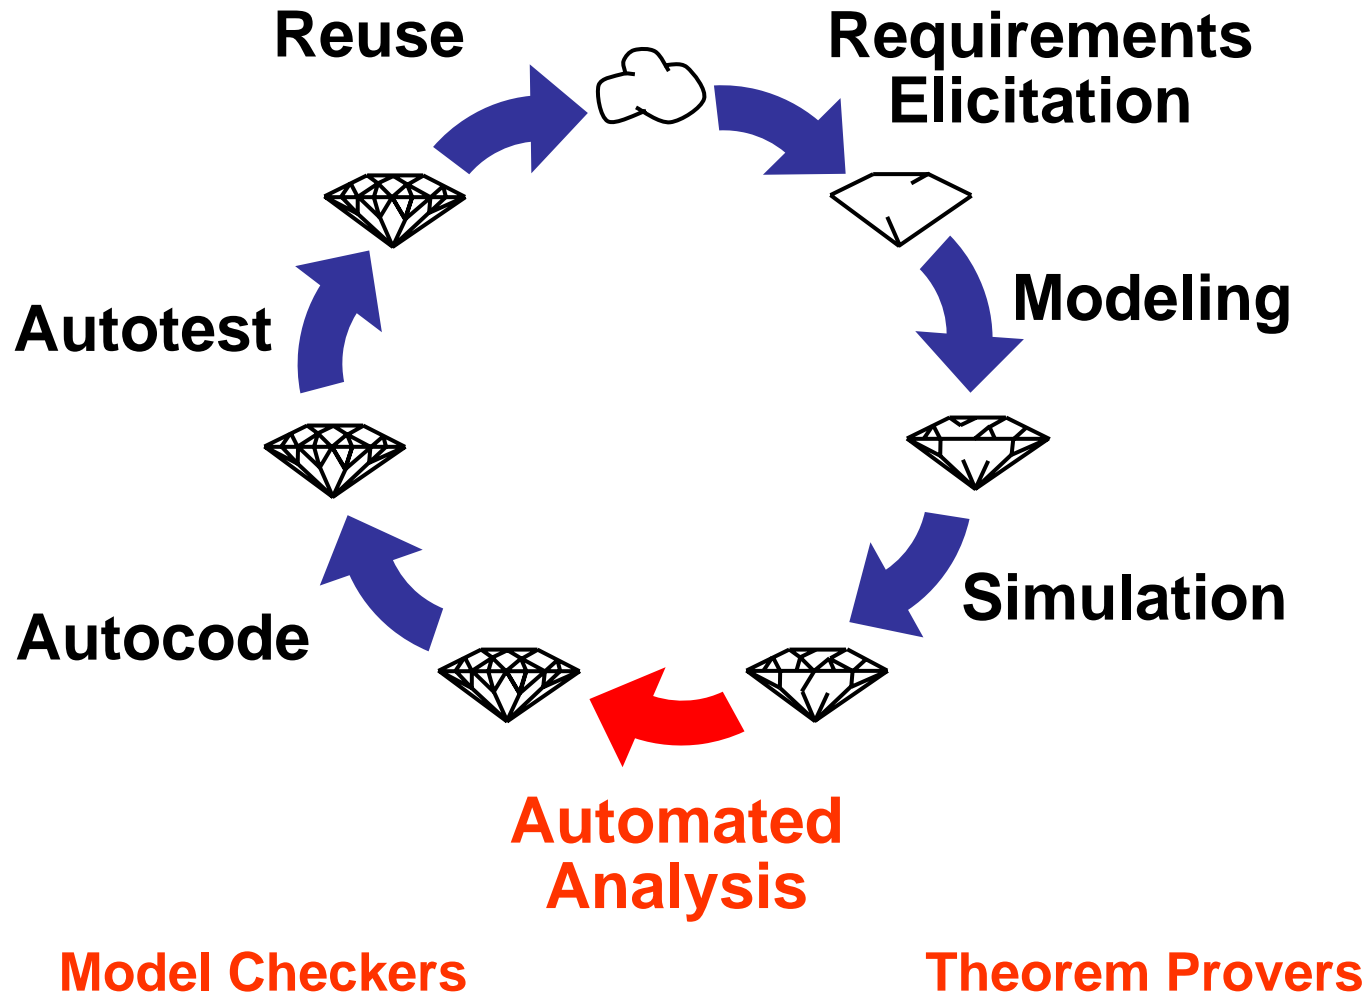 Reuse
Requirements
Elicitation
Modeling
Autotest
Simulation
Autocode
Automated
Analysis
Model Checkers
Theorem Provers